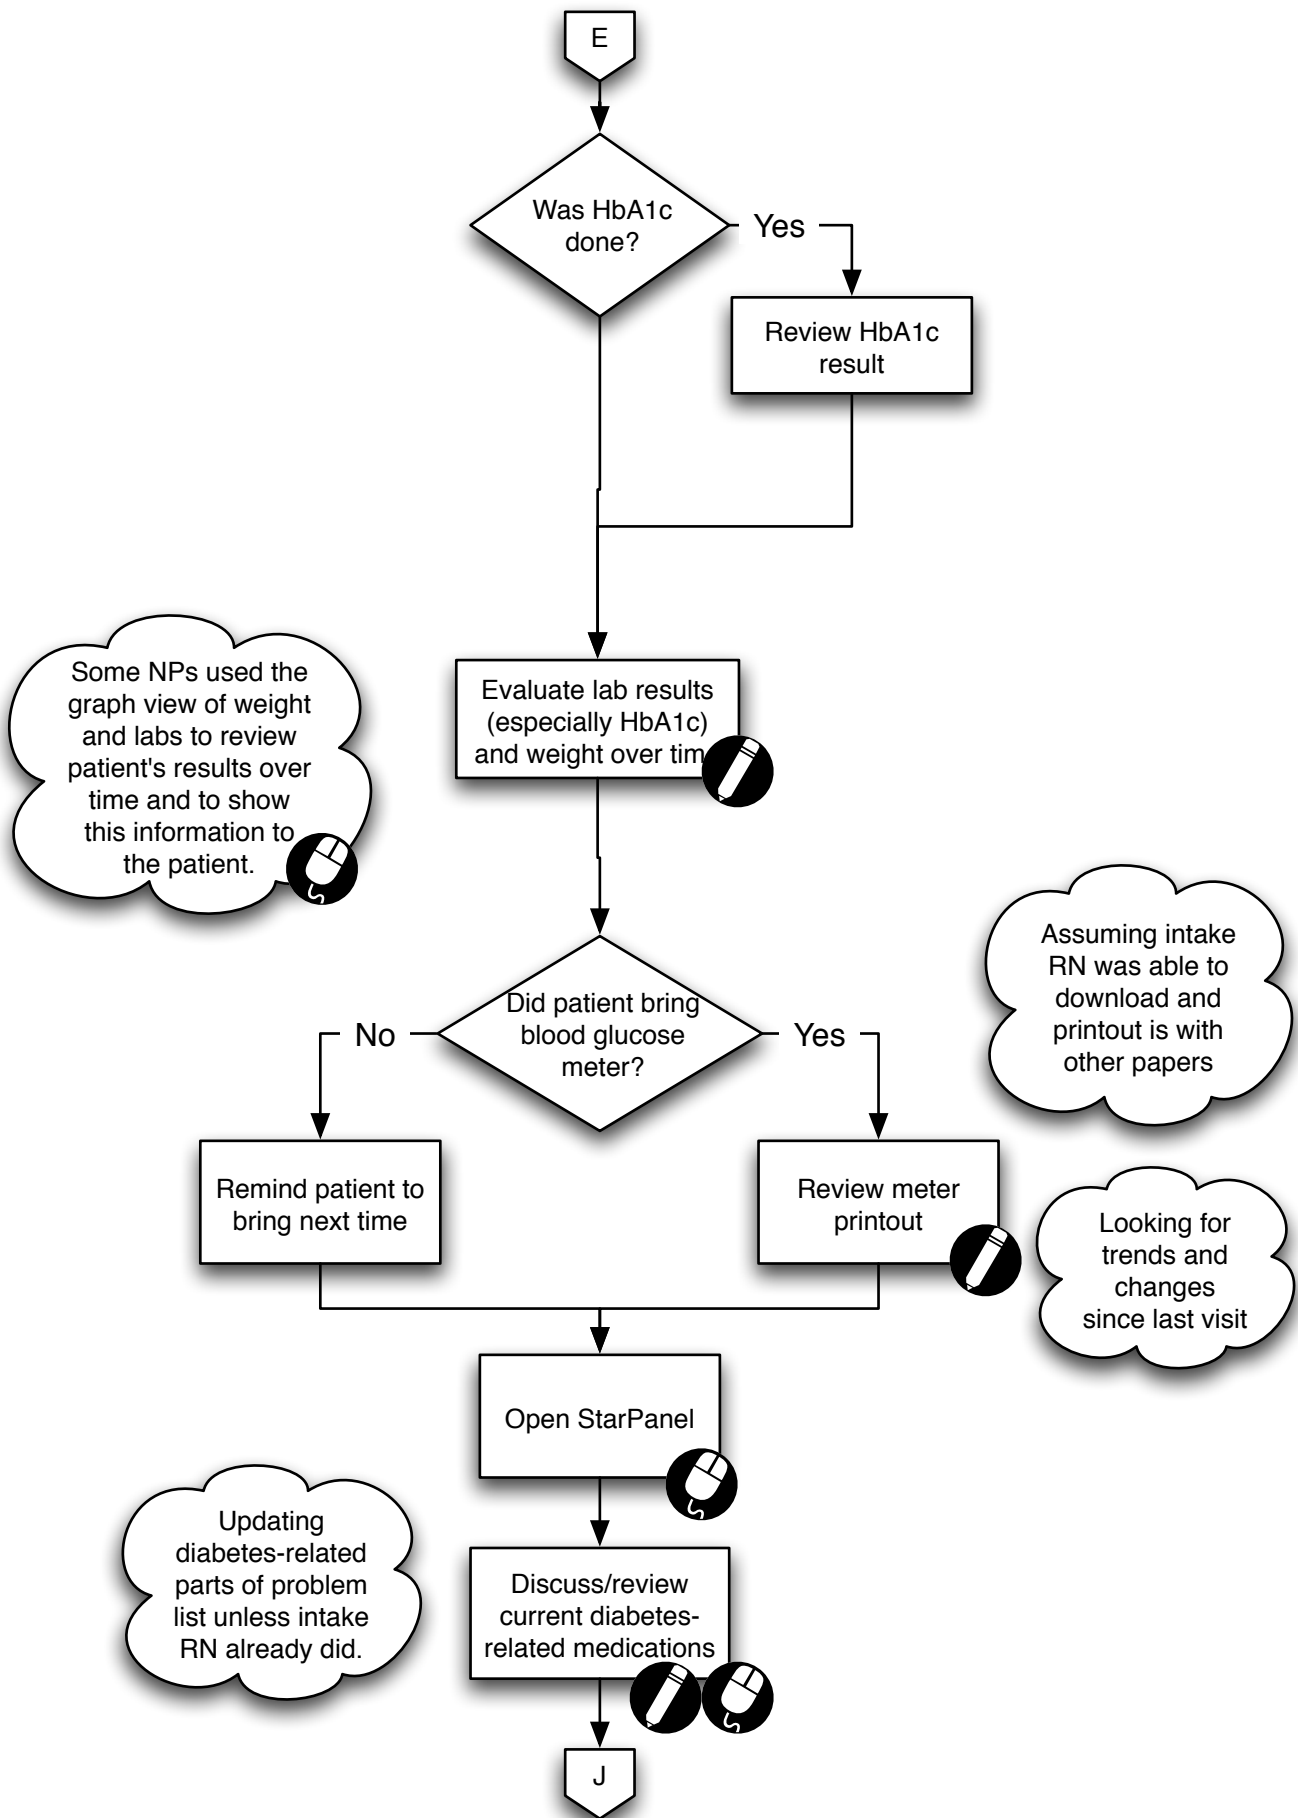 E
Was HbA1c
done?
Yes
Review HbA1c
result
Some NPs used the
graph view of weight
and labs to review
patient's results over
time and to show
this information to
the patient.
Evaluate lab results
(especially HbA1c)
and weight over tim
Assuming intake
RN was able to
download and
printout is with
other papers
Did patient bring
blood glucose
meter?
No
Yes
Remind patient to
bring next time
Review meter
printout
Looking for
trends and
changes
since last visit
Open StarPanel
Updating
diabetes-related
parts of problem
list unless intake
RN already did.
Discuss/review
current diabetes-
related medications
J